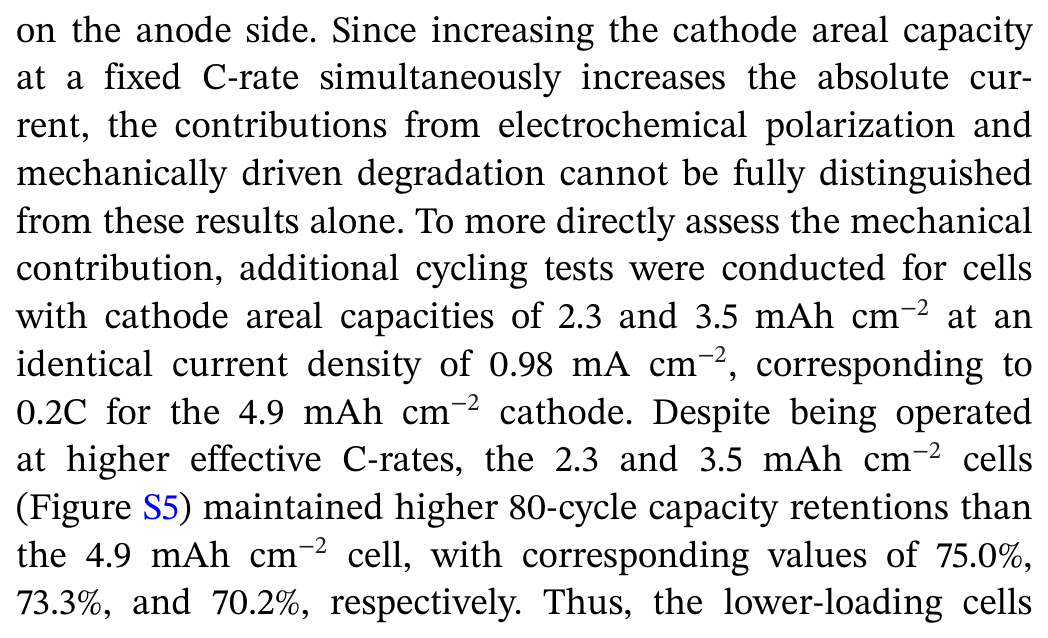 on the anode side. Since increasing the cathode areal capacity
at a fixed C-rate simultaneously increases the absolute cur-
rent, the contributions from electrochemical polarization and
mechanically driven degradation cannot be fully distinguished
from these results alone. To more directly assess the mechanical
contribution, additional cycling tests were conducted for cells
with cathode areal capacities of 2.3 and 3.5 mAh cm⁻² at an
identical current density of 0.98 mA cm⁻², corresponding to
0.2C for the 4.9 mAh cm⁻² cathode. Despite being operated
at higher effective C-rates, the 2.3 and 3.5 mAh cm⁻² cells
(Figure S5) maintained higher 80-cycle capacity retentions than
the 4.9 mAh cm⁻² cell, with corresponding values of 75.0%,
73.3%, and 70.2%, respectively. Thus, the lower-loading cells